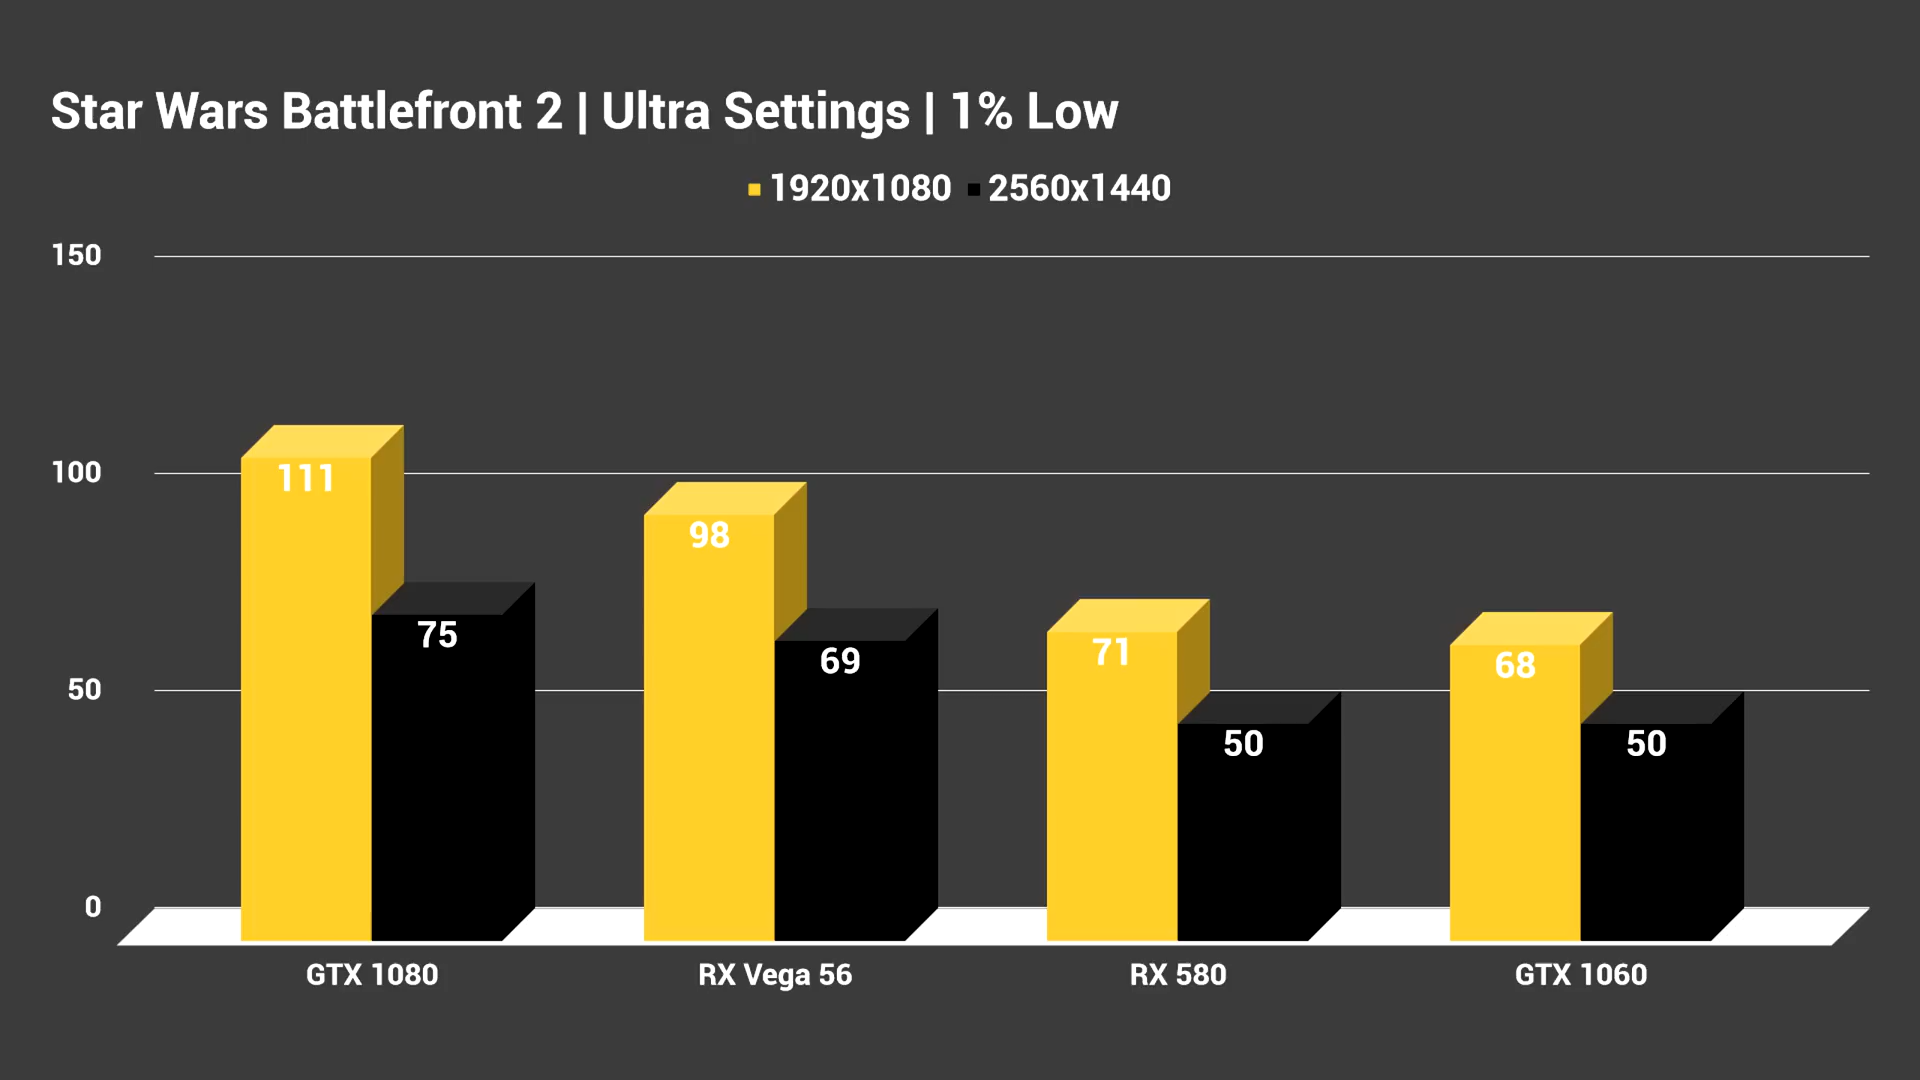 Star Wars Battlefront 2 | Ultra Settings | 1% Low
1920x1080 2560x1440
150
100
50
0
111
75
98
69
71
50
68
50
GTX 1080
RX Vega 56
RX 580
GTX 1060